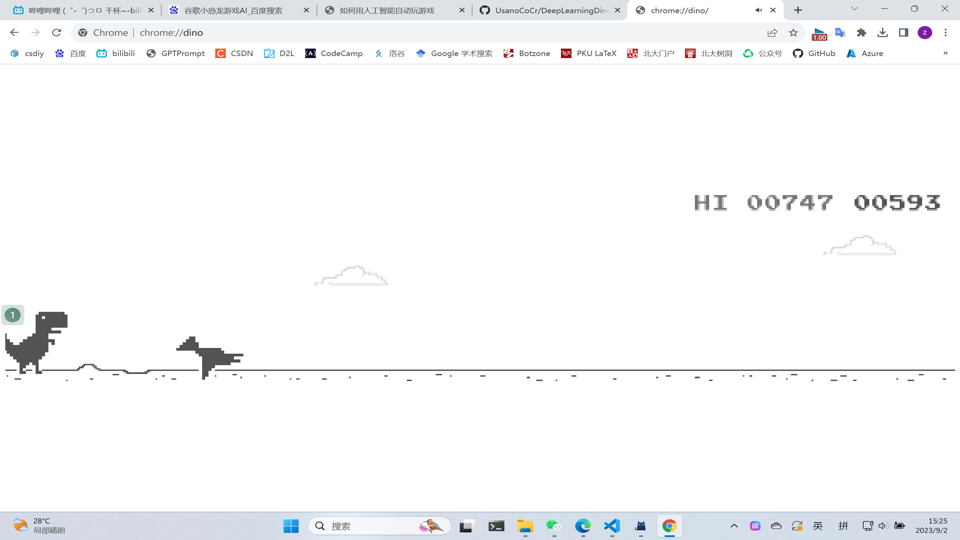 哔哩哔哩 (゜-゜)つロ 干杯~-bili
谷歌小恐龙游戏AI_百度搜索
如何用人工智能自动玩游戏
UsanoCoCr/DeepLearningDin
chrome://dino/
Chrome | chrome://dino
1.00
z
csdiy
百度
bilibili
GPTPrompt
CSDN
D2L
CodeCamp
洛谷
Google 学术搜索
Botzone
PKU LaTeX
北大门户
北大树洞
公众号
GitHub
Azure
»
HI 00747 00593
1
28°C
局部晴朗
搜索
英
拼
15:25
2023/9/2